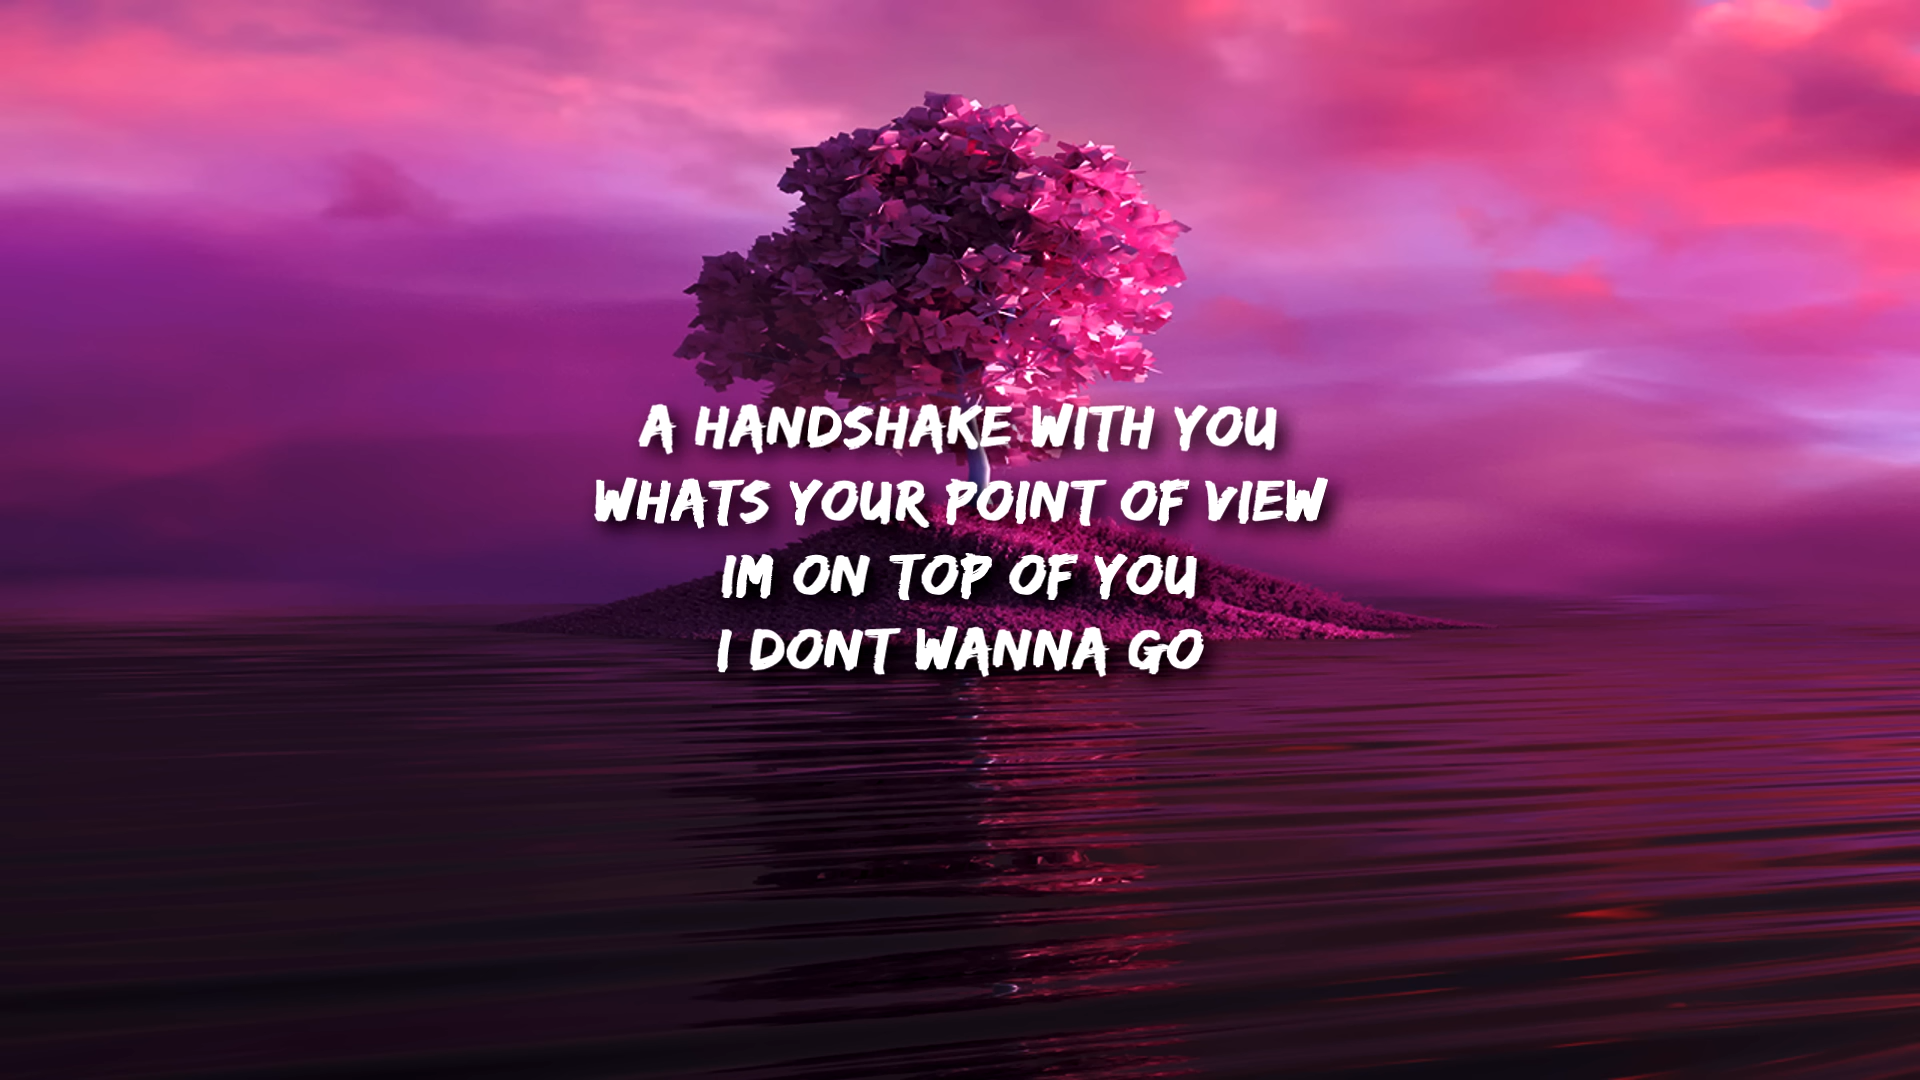 A HANDSHAKE WITH YOU
WHATS YOUR POINT OF VIEW
IM ON TOP OF YOU
I DONT WANNA GO